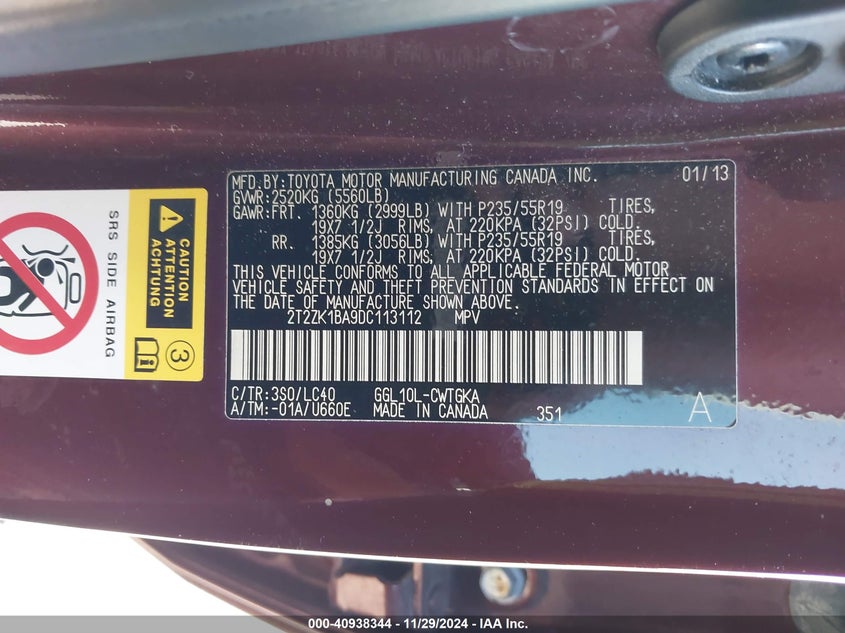 MFD.BY:TOYOTA MOTOR MANUFACTURING CANADA INC. 01/13
GVWR:2520KG (5560LB)
GAWR:FRT. 1360KG (2999LB) WITH P235/55R19 TIRES,
19X7 1/2J RIMS, AT 220KPA (32PSI) COLD.
RR. 1385KG (3056LB) WITH P235/55R19 TIRES,
19X7 1/2J RIMS, AT 220KPA (32PSI) COLD.
THIS VEHICLE CONFORMS TO ALL APPLICABLE FEDERAL MOTOR
VEHICLE SAFETY AND THEFT PREVENTION STANDARDS IN EFFECT ON
THE DATE OF MANUFACTURE SHOWN ABOVE.
2T2ZK1BA9DC113112 MPV
C/TR:3S0/LC40 GGL10L-CWTGKA
A/TM:-01A/U660E MADE IN CANADA 351 A
SRS SIDE AIRBAG
CAUTION
ATTENTION
ACHTUNG
3
000-40938344 - 11/29/2024 - IAA Inc.